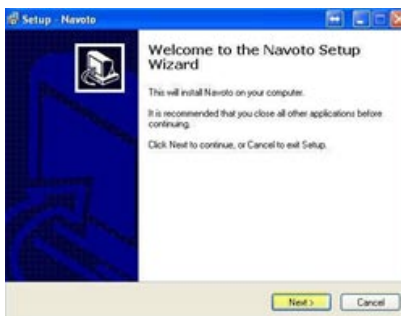 Setup - Navoto
Welcome to the Navoto Setup
Wizard
This will install Navoto on your computer.
It is recommended that you close all other applications before
continuing.
Click Next to continue, or Cancel to exit Setup.
Next >
Cancel